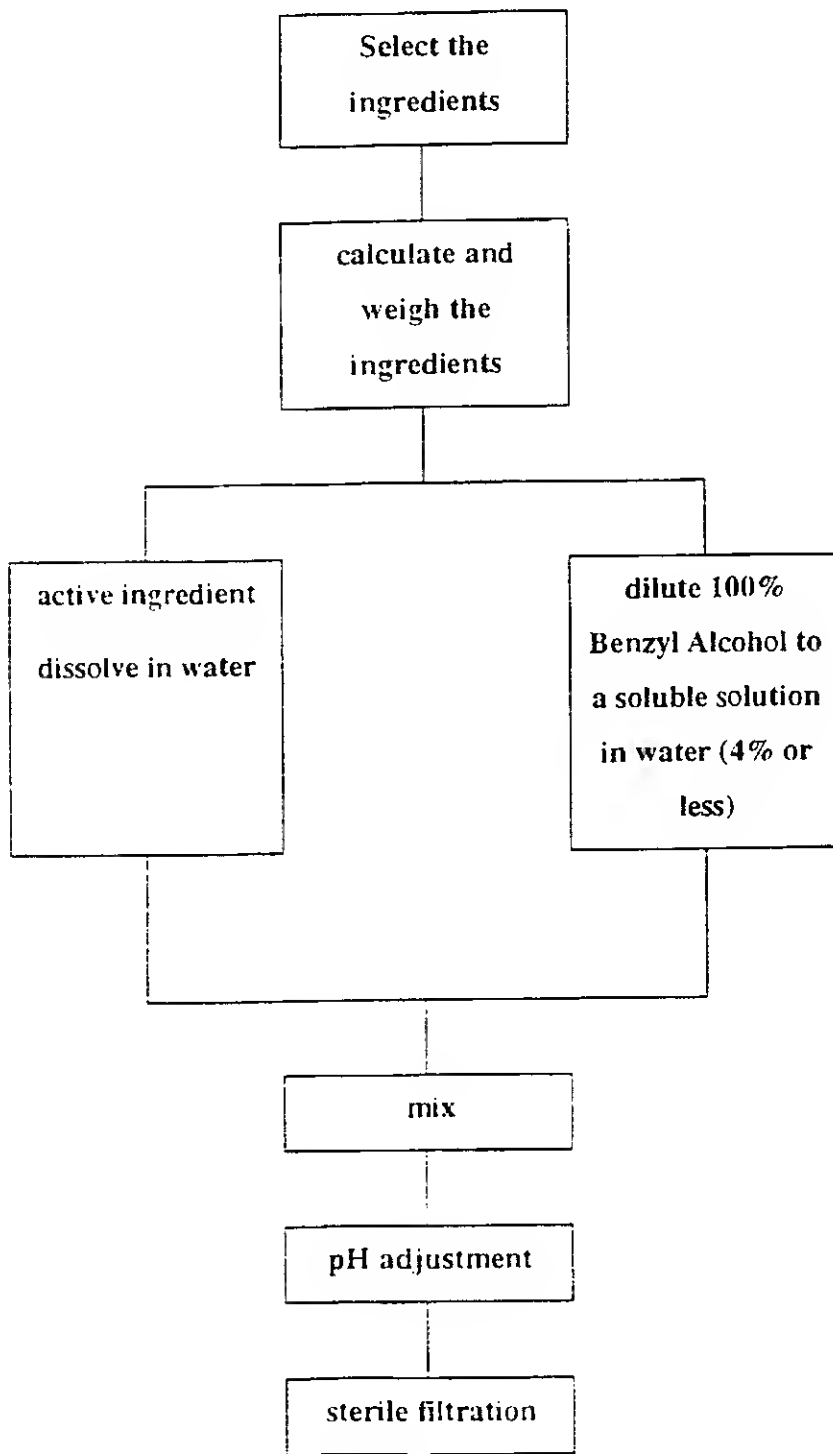 Select the
ingredients
calculate and
weigh the
ingredients
active ingredient
dissolve in water
dilute 100%
Benzyl Alcohol to
a soluble solution
in water (4% or
less)
mix
pH adjustment
sterile filtration